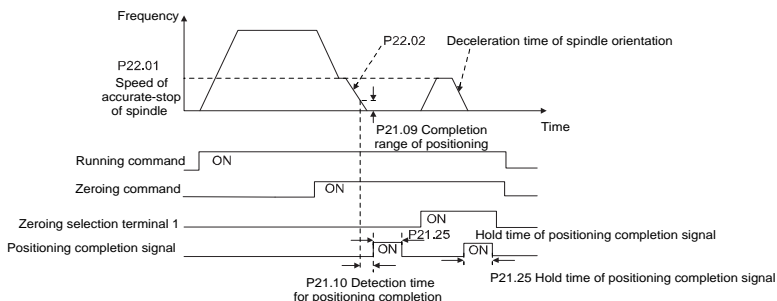 Frequency
P22.02
Deceleration time of spindle orientation
P22.01
Speed of
accurate-stop
of spindle
Time
P21.09 Completion
range of positioning
Running command
ON
Zeroing command
ON
Zeroing selection terminal 1
ON
P21.25
Hold time of positioning completion signal
Positioning completion signal
ON
ON
P21.10 Detection time
for positioning completion
P21.25 Hold time of positioning completion signal